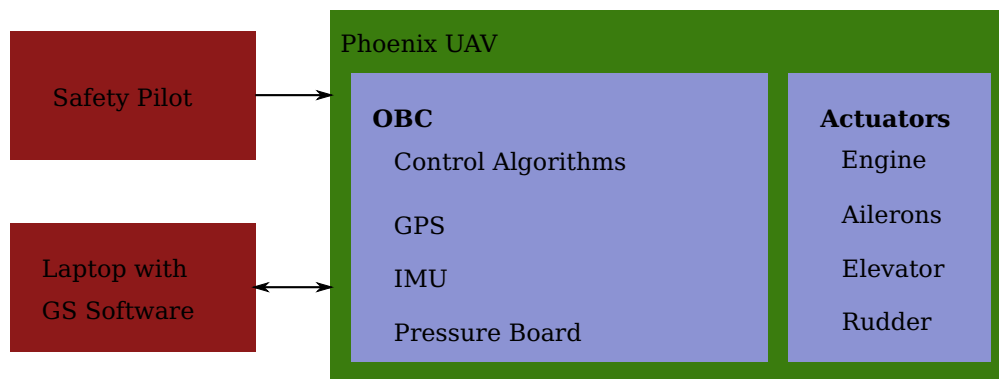 Safety Pilot
Laptop with
GS Software
Phoenix UAV
OBC
Control Algorithms
GPS
IMU
Pressure Board
Actuators
Engine
Ailerons
Elevator
Rudder